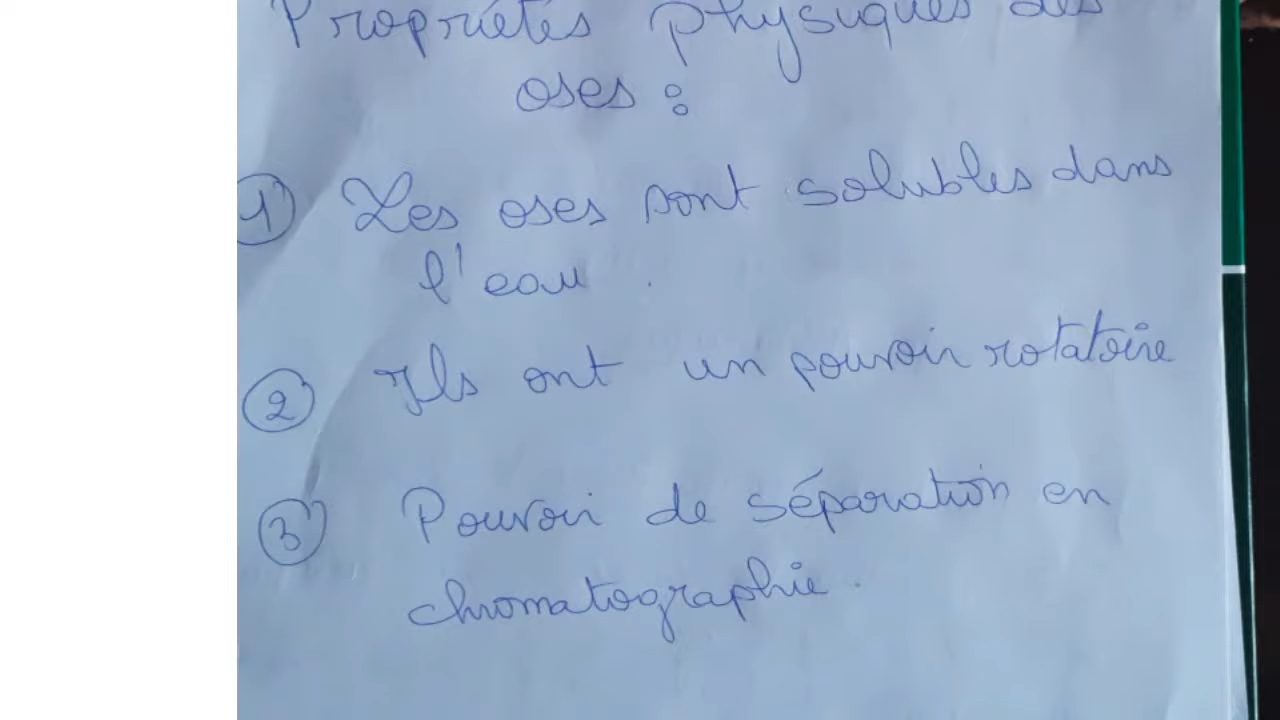 Propriétés physiques des
oses :
1 Les oses sont solubles dans
l'eau .
2 Ils ont un pouvoir rotatoire
3 Pouvoir de séparation en
chromatographie.